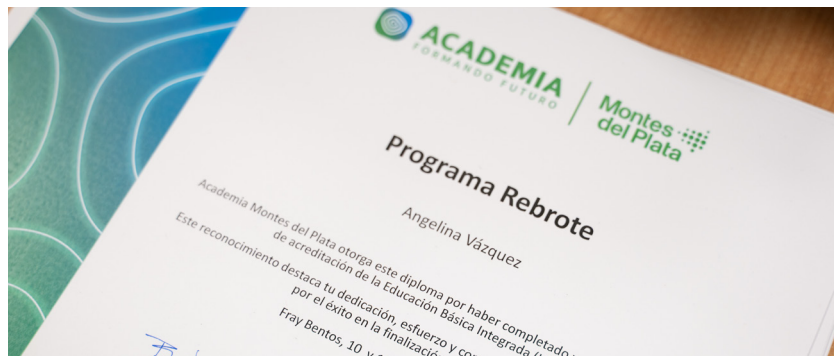 ACADEMIA
FORMANDO FUTURO
Montes
del Plata
Programa Rebrote
Angelina Vázquez
Academia Montes del Plata otorga este diploma por haber completado
de acreditación de la Educación Básica Integrada
Este reconocimiento destaca tu dedicación, esfuerzo y
por el éxito en la finalización
Fray Bentos, 10 y